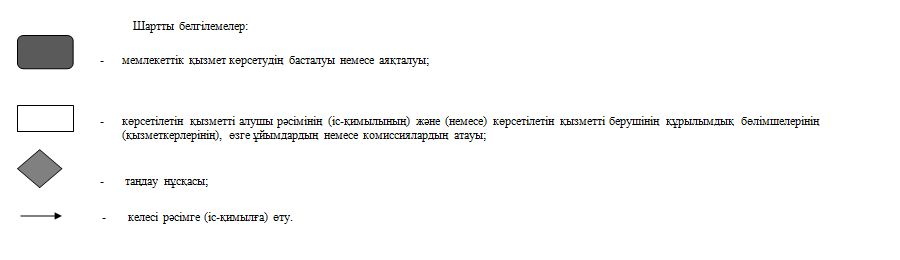 Шартты белгілемелер:
- мемлекеттік қызмет көрсетудің басталуы немесе аяқталуы;
- көрсетілетін қызметті алушы рәсімінің (іс-қимылының) және (немесе) көрсетілетін қызметті берушінің құрылымдық бөлімшелерінің
(қызметкерлерінің), өзге ұйымдардың немесе комиссиялардың атауы;
- таңдау нұсқасы;
- келесі рәсімге (іс-қимылға) өту.